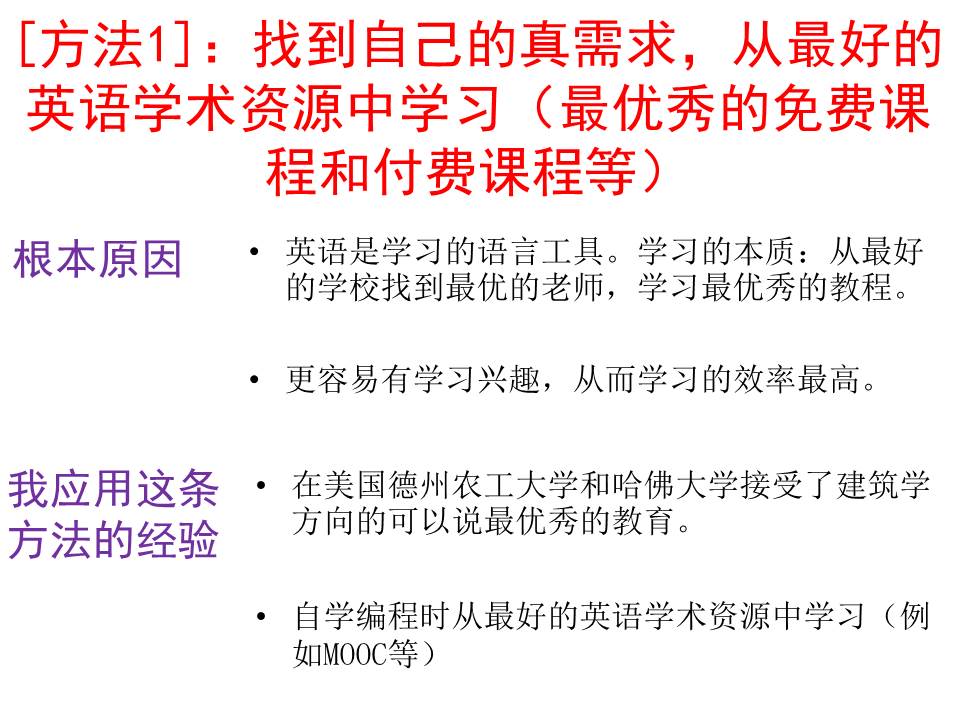 [方法1]：找到自己的真需求，从最好的
英语学术资源中学习（最优秀的免费课
程和付费课程等）
根本原因
• 英语是学习的语言工具。学习的本质：从最好
的学校找到最优的老师，学习最优秀的教程。
• 更容易有学习兴趣，从而学习的效率最高。
我应用这条
方法的经验
• 在美国德州农工大学和哈佛大学接受了建筑学
方向的可以说最优秀的教育。
• 自学编程时从最好的英语学术资源中学习（例
如MOOC等）